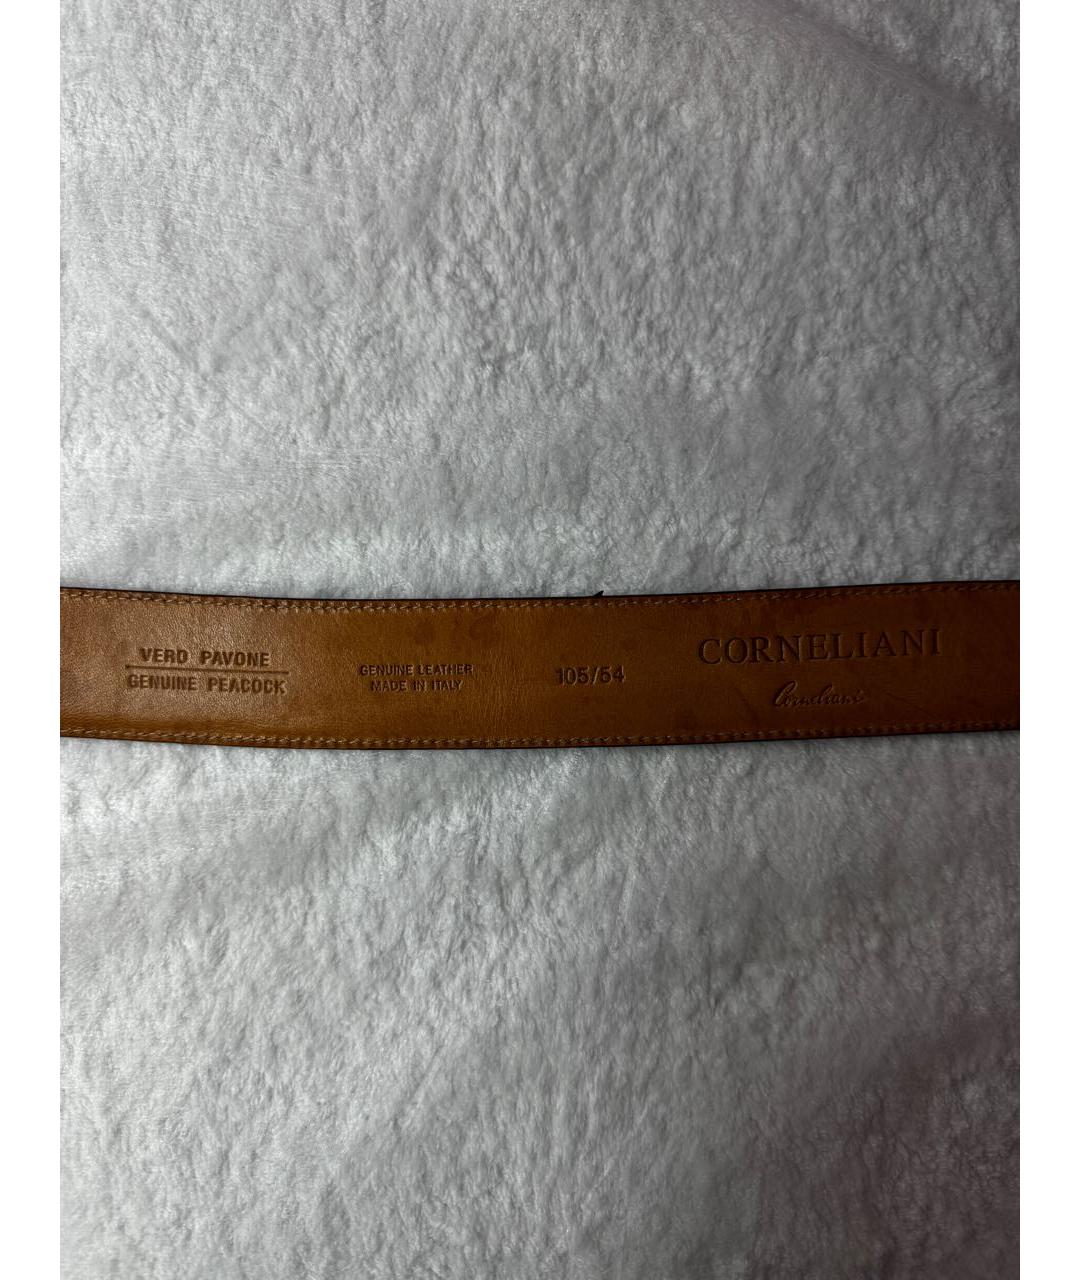 VERO PAVONE
GENUINE PEACOCK
GENUINE LEATHER
MADE IN ITALY
105/54
CORNELIANI
Corneliani